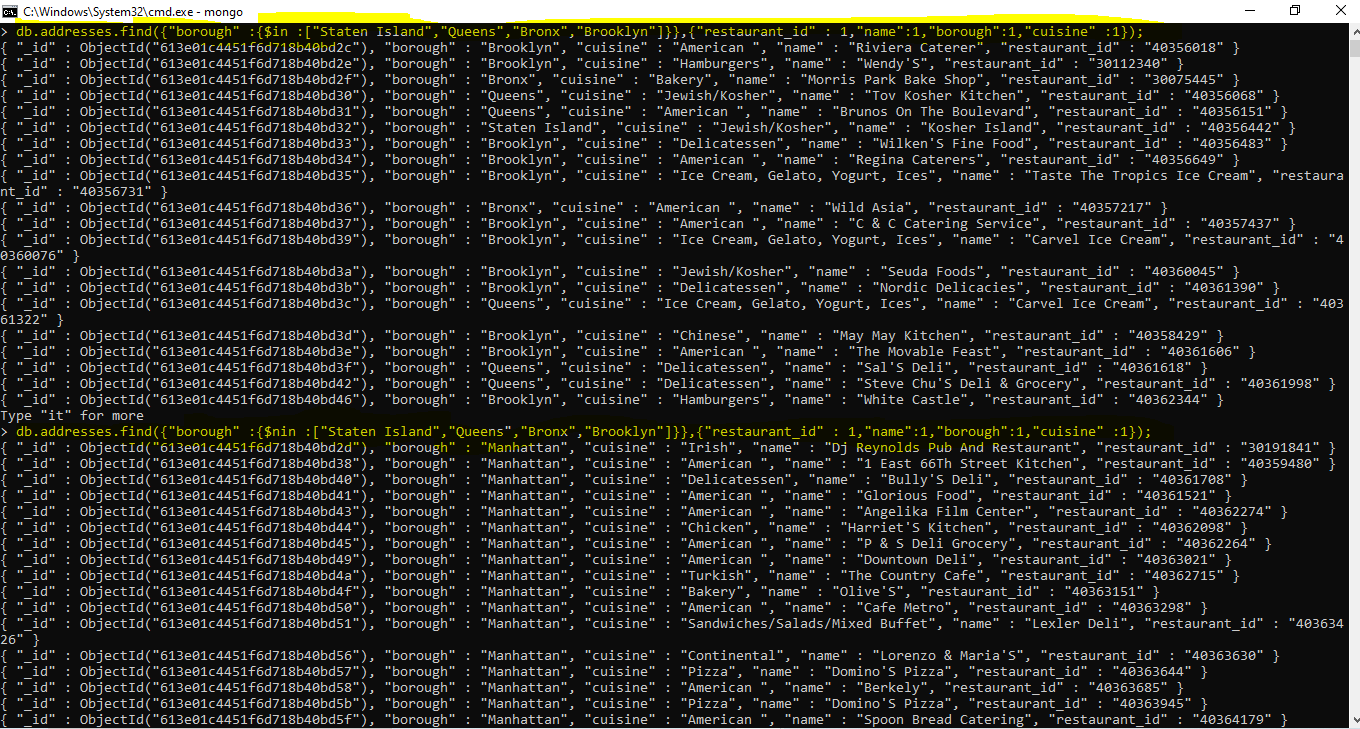 C:\Windows\System32\cmd.exe - mongo
> db.addresses.find({"borough" :{$in :["Staten Island","Queens","Bronx","Brooklyn"]}},{"restaurant_id" : 1,"name":1,"borough":1,"cuisine" :1});
{ "_id" : ObjectId("613e01c4451f6d718b40bd2c"), "borough" : "Brooklyn", "cuisine" : "American ", "name" : "Riviera Caterer", "restaurant_id" : "40356018" }
{ "_id" : ObjectId("613e01c4451f6d718b40bd2e"), "borough" : "Brooklyn", "cuisine" : "Hamburgers", "name" : "Wendy'S", "restaurant_id" : "30112340" }
{ "_id" : ObjectId("613e01c4451f6d718b40bd2f"), "borough" : "Bronx", "cuisine" : "Bakery", "name" : "Morris Park Bake Shop", "restaurant_id" : "30075445" }
{ "_id" : ObjectId("613e01c4451f6d718b40bd30"), "borough" : "Queens", "cuisine" : "Jewish/Kosher", "name" : "Tov Kosher Kitchen", "restaurant_id" : "40356068" }
{ "_id" : ObjectId("613e01c4451f6d718b40bd31"), "borough" : "Queens", "cuisine" : "American ", "name" : "Brunos On The Boulevard", "restaurant_id" : "40356151" }
{ "_id" : ObjectId("613e01c4451f6d718b40bd32"), "borough" : "Staten Island", "cuisine" : "Jewish/Kosher", "name" : "Kosher Island", "restaurant_id" : "40356442" }
{ "_id" : ObjectId("613e01c4451f6d718b40bd33"), "borough" : "Brooklyn", "cuisine" : "Delicatessen", "name" : "Wilken'S Fine Food", "restaurant_id" : "40356483" }
{ "_id" : ObjectId("613e01c4451f6d718b40bd34"), "borough" : "Brooklyn", "cuisine" : "American ", "name" : "Regina Caterers", "restaurant_id" : "40356649" }
{ "_id" : ObjectId("613e01c4451f6d718b40bd35"), "borough" : "Brooklyn", "cuisine" : "Ice Cream, Gelato, Yogurt, Ices", "name" : "Taste The Tropics Ice Cream", "restaura
nt_id" : "40356731" }
{ "_id" : ObjectId("613e01c4451f6d718b40bd36"), "borough" : "Bronx", "cuisine" : "American ", "name" : "Wild Asia", "restaurant_id" : "40357217" }
{ "_id" : ObjectId("613e01c4451f6d718b40bd37"), "borough" : "Brooklyn", "cuisine" : "American ", "name" : "C & C Catering Service", "restaurant_id" : "40357437" }
{ "_id" : ObjectId("613e01c4451f6d718b40bd39"), "borough" : "Brooklyn", "cuisine" : "Ice Cream, Gelato, Yogurt, Ices", "name" : "Carvel Ice Cream", "restaurant_id" : "4
0360076" }
{ "_id" : ObjectId("613e01c4451f6d718b40bd3a"), "borough" : "Brooklyn", "cuisine" : "Jewish/Kosher", "name" : "Seuda Foods", "restaurant_id" : "40360045" }
{ "_id" : ObjectId("613e01c4451f6d718b40bd3b"), "borough" : "Brooklyn", "cuisine" : "Delicatessen", "name" : "Nordic Delicacies", "restaurant_id" : "40361390" }
{ "_id" : ObjectId("613e01c4451f6d718b40bd3c"), "borough" : "Queens", "cuisine" : "Ice Cream, Gelato, Yogurt, Ices", "name" : "Carvel Ice Cream", "restaurant_id" : "403
61322" }
{ "_id" : ObjectId("613e01c4451f6d718b40bd3d"), "borough" : "Brooklyn", "cuisine" : "Chinese", "name" : "May May Kitchen", "restaurant_id" : "40358429" }
{ "_id" : ObjectId("613e01c4451f6d718b40bd3e"), "borough" : "Brooklyn", "cuisine" : "American ", "name" : "The Movable Feast", "restaurant_id" : "40361606" }
{ "_id" : ObjectId("613e01c4451f6d718b40bd3f"), "borough" : "Queens", "cuisine" : "Delicatessen", "name" : "Sal'S Deli", "restaurant_id" : "40361618" }
{ "_id" : ObjectId("613e01c4451f6d718b40bd42"), "borough" : "Queens", "cuisine" : "Delicatessen", "name" : "Steve Chu'S Deli & Grocery", "restaurant_id" : "40361998" }
{ "_id" : ObjectId("613e01c4451f6d718b40bd46"), "borough" : "Brooklyn", "cuisine" : "Hamburgers", "name" : "White Castle", "restaurant_id" : "40362344" }
Type "it" for more
> db.addresses.find({"borough" :{$nin :["Staten Island","Queens","Bronx","Brooklyn"]}},{"restaurant_id" : 1,"name":1,"borough":1,"cuisine" :1});
{ "_id" : ObjectId("613e01c4451f6d718b40bd2d"), "borough" : "Manhattan", "cuisine" : "Irish", "name" : "Dj Reynolds Pub And Restaurant", "restaurant_id" : "30191841" }
{ "_id" : ObjectId("613e01c4451f6d718b40bd38"), "borough" : "Manhattan", "cuisine" : "American ", "name" : "1 East 66Th Street Kitchen", "restaurant_id" : "40359480" }
{ "_id" : ObjectId("613e01c4451f6d718b40bd40"), "borough" : "Manhattan", "cuisine" : "Delicatessen", "name" : "Bully'S Deli", "restaurant_id" : "40361708" }
{ "_id" : ObjectId("613e01c4451f6d718b40bd41"), "borough" : "Manhattan", "cuisine" : "American ", "name" : "Glorious Food", "restaurant_id" : "40361521" }
{ "_id" : ObjectId("613e01c4451f6d718b40bd43"), "borough" : "Manhattan", "cuisine" : "American ", "name" : "Angelika Film Center", "restaurant_id" : "40362274" }
{ "_id" : ObjectId("613e01c4451f6d718b40bd44"), "borough" : "Manhattan", "cuisine" : "Chicken", "name" : "Harriet'S Kitchen", "restaurant_id" : "40362098" }
{ "_id" : ObjectId("613e01c4451f6d718b40bd45"), "borough" : "Manhattan", "cuisine" : "American ", "name" : "P & S Deli Grocery", "restaurant_id" : "40362264" }
{ "_id" : ObjectId("613e01c4451f6d718b40bd49"), "borough" : "Manhattan", "cuisine" : "American ", "name" : "Downtown Deli", "restaurant_id" : "40363021" }
{ "_id" : ObjectId("613e01c4451f6d718b40bd4a"), "borough" : "Manhattan", "cuisine" : "Turkish", "name" : "The Country Cafe", "restaurant_id" : "40362715" }
{ "_id" : ObjectId("613e01c4451f6d718b40bd4f"), "borough" : "Manhattan", "cuisine" : "Bakery", "name" : "Olive'S", "restaurant_id" : "40363151" }
{ "_id" : ObjectId("613e01c4451f6d718b40bd50"), "borough" : "Manhattan", "cuisine" : "American ", "name" : "Cafe Metro", "restaurant_id" : "40363298" }
{ "_id" : ObjectId("613e01c4451f6d718b40bd51"), "borough" : "Manhattan", "cuisine" : "Sandwiches/Salads/Mixed Buffet", "name" : "Lexler Deli", "restaurant_id" : "403634
26" }
{ "_id" : ObjectId("613e01c4451f6d718b40bd56"), "borough" : "Manhattan", "cuisine" : "Continental", "name" : "Lorenzo & Maria'S", "restaurant_id" : "40363630" }
{ "_id" : ObjectId("613e01c4451f6d718b40bd57"), "borough" : "Manhattan", "cuisine" : "Pizza", "name" : "Domino'S Pizza", "restaurant_id" : "40363644" }
{ "_id" : ObjectId("613e01c4451f6d718b40bd58"), "borough" : "Manhattan", "cuisine" : "American ", "name" : "Berkely", "restaurant_id" : "40363685" }
{ "_id" : ObjectId("613e01c4451f6d718b40bd5b"), "borough" : "Manhattan", "cuisine" : "Pizza", "name" : "Domino'S Pizza", "restaurant_id" : "40363945" }
{ "_id" : ObjectId("613e01c4451f6d718b40bd5f"), "borough" : "Manhattan", "cuisine" : "American ", "name" : "Spoon Bread Catering", "restaurant_id" : "40364179" }